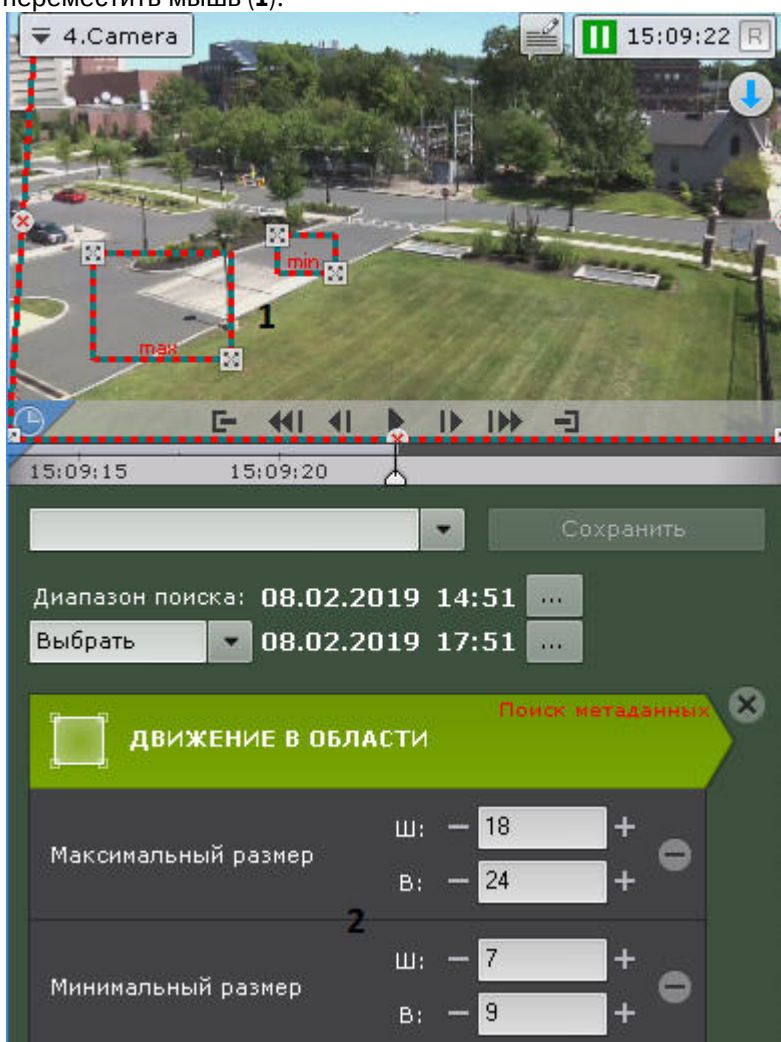 переместить мышь (1):
4.Camera
15:09:22 R
min
1
max
15:09:15 15:09:20
Сохранить
Диапазон поиска: 08.02.2019 14:51 ...
Выбрать 08.02.2019 17:51 ...
Поиск метаданных
ДВИЖЕНИЕ В ОБЛАСТИ
Максимальный размер
Ш: − 18 +
В: − 24 +
2
Минимальный размер
Ш: − 7 +
В: − 9 +